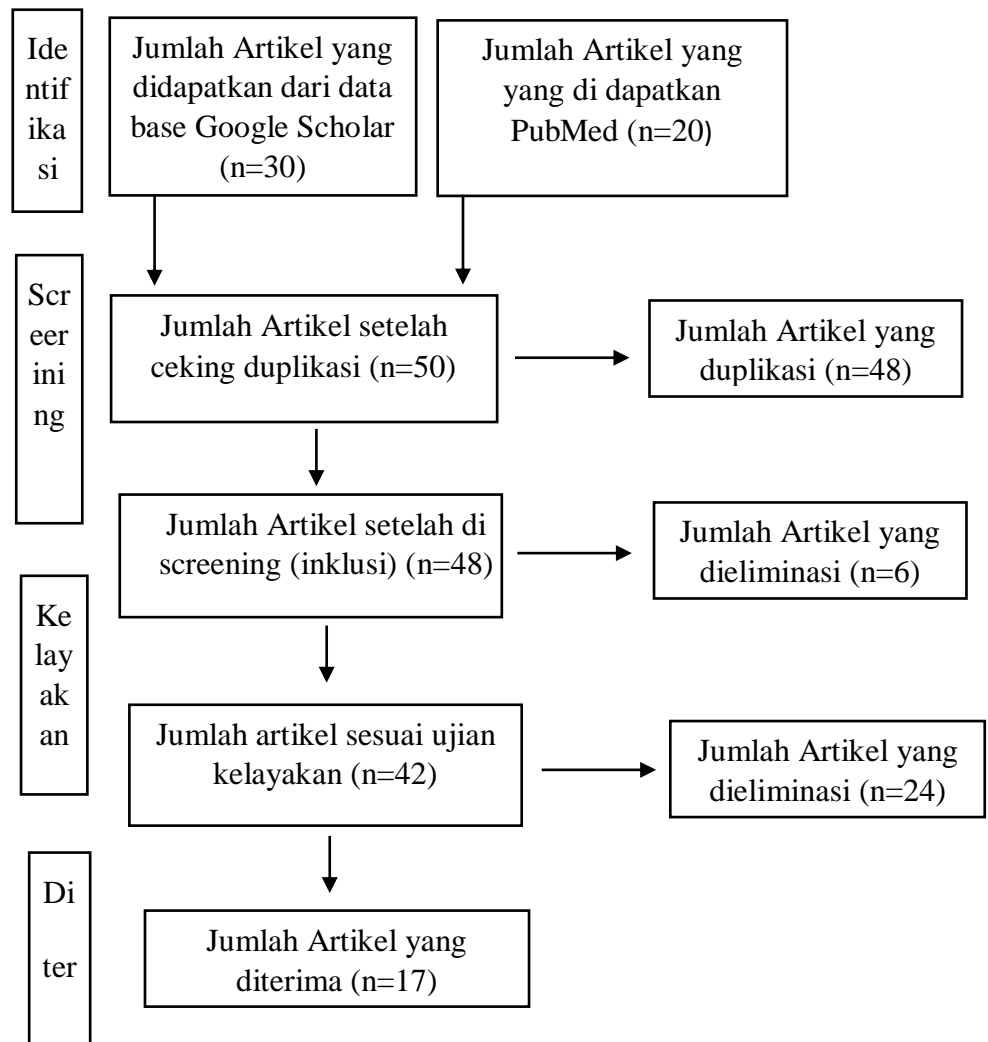 Ide
ntif
ika
si
Jumlah Artikel yang
didapatkan dari data
base Google Scholar
(n=30)
Jumlah Artikel yang
yang di dapatkan
PubMed (n=20)
Scr
eer
ini
ng
Jumlah Artikel setelah
ceking duplikasi (n=50)
Jumlah Artikel yang
duplikasi (n=48)
Jumlah Artikel setelah di
screening (inklusi) (n=48)
Jumlah Artikel yang
dieliminasi (n=6)
Ke
lay
ak
an
Jumlah artikel sesuai ujian
kelayakan (n=42)
Jumlah Artikel yang
dieliminasi (n=24)
Di
ter
Jumlah Artikel yang
diterima (n=17)